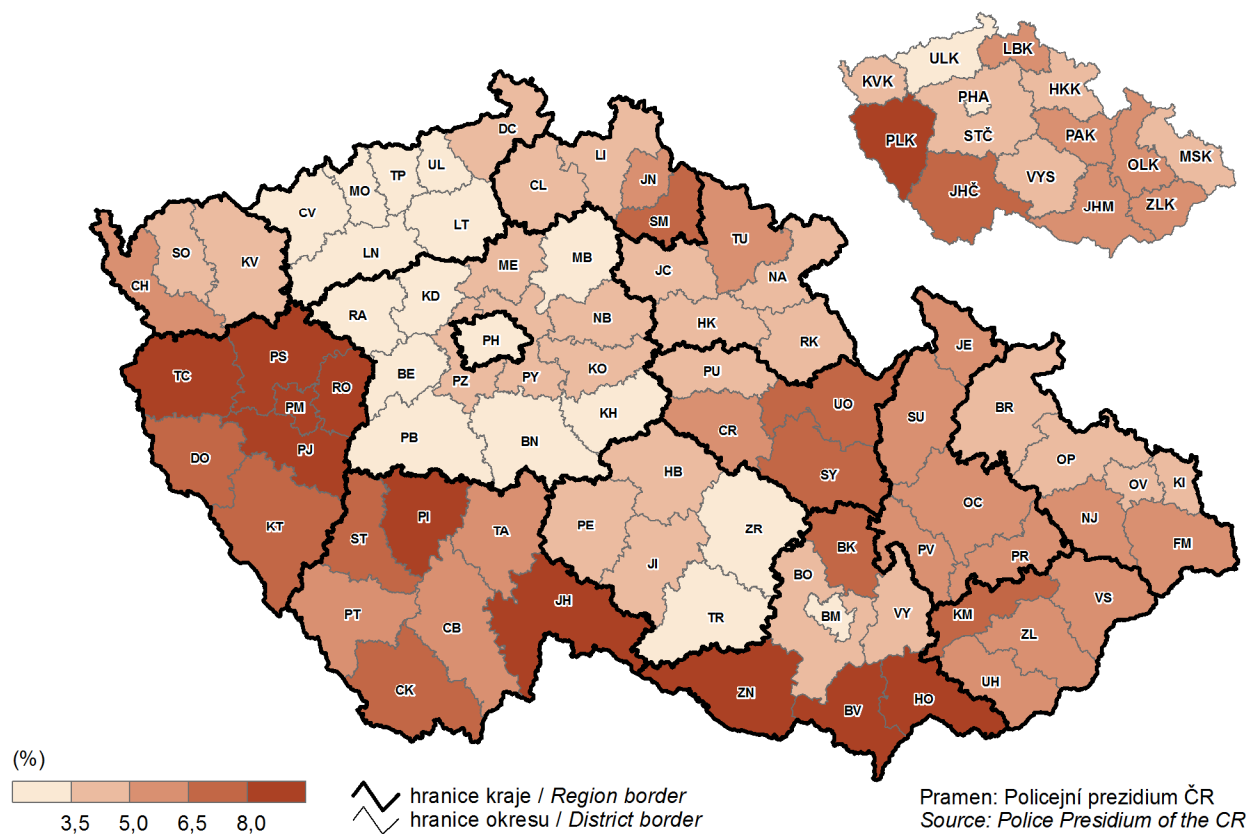 ULK
LBK
KVK
HKK
PHA
PLK
STČ
PAK
MSK
OLK
VYS
JHČ
JHM
ZLK
DC
LI
UL
TP
MO
CL
JN
CV
SM
LT
TU
SO
LN
KV
ME
MB
JC
NA
CH
KD
RA
NB
HK
PH
RK
JE
PS
TC
BE
PZ
PY
KO
PU
RO
PM
KH
UO
BR
SU
CR
PB
BN
PJ
DO
HB
OP
SY
OV
KI
OC
PI
NJ
KT
ST
TA
PE
ZR
FM
BK
PV
PR
JI
BO
VS
JH
PT
TR
BM
VY
KM
CB
ZL
UH
CK
ZN
BV
HO
(%)
3,5 5,0 6,5 8,0
hranice kraje / Region border
hranice okresu / District border
Pramen: Policejní prezidium ČR
Source: Police Presidium of the CR